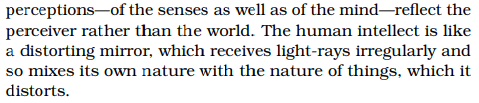 perceptions—of the senses as well as of the mind—reflect the
perceiver rather than the world. The human intellect is like
a distorting mirror, which receives light-rays irregularly and
so mixes its own nature with the nature of things, which it
distorts.